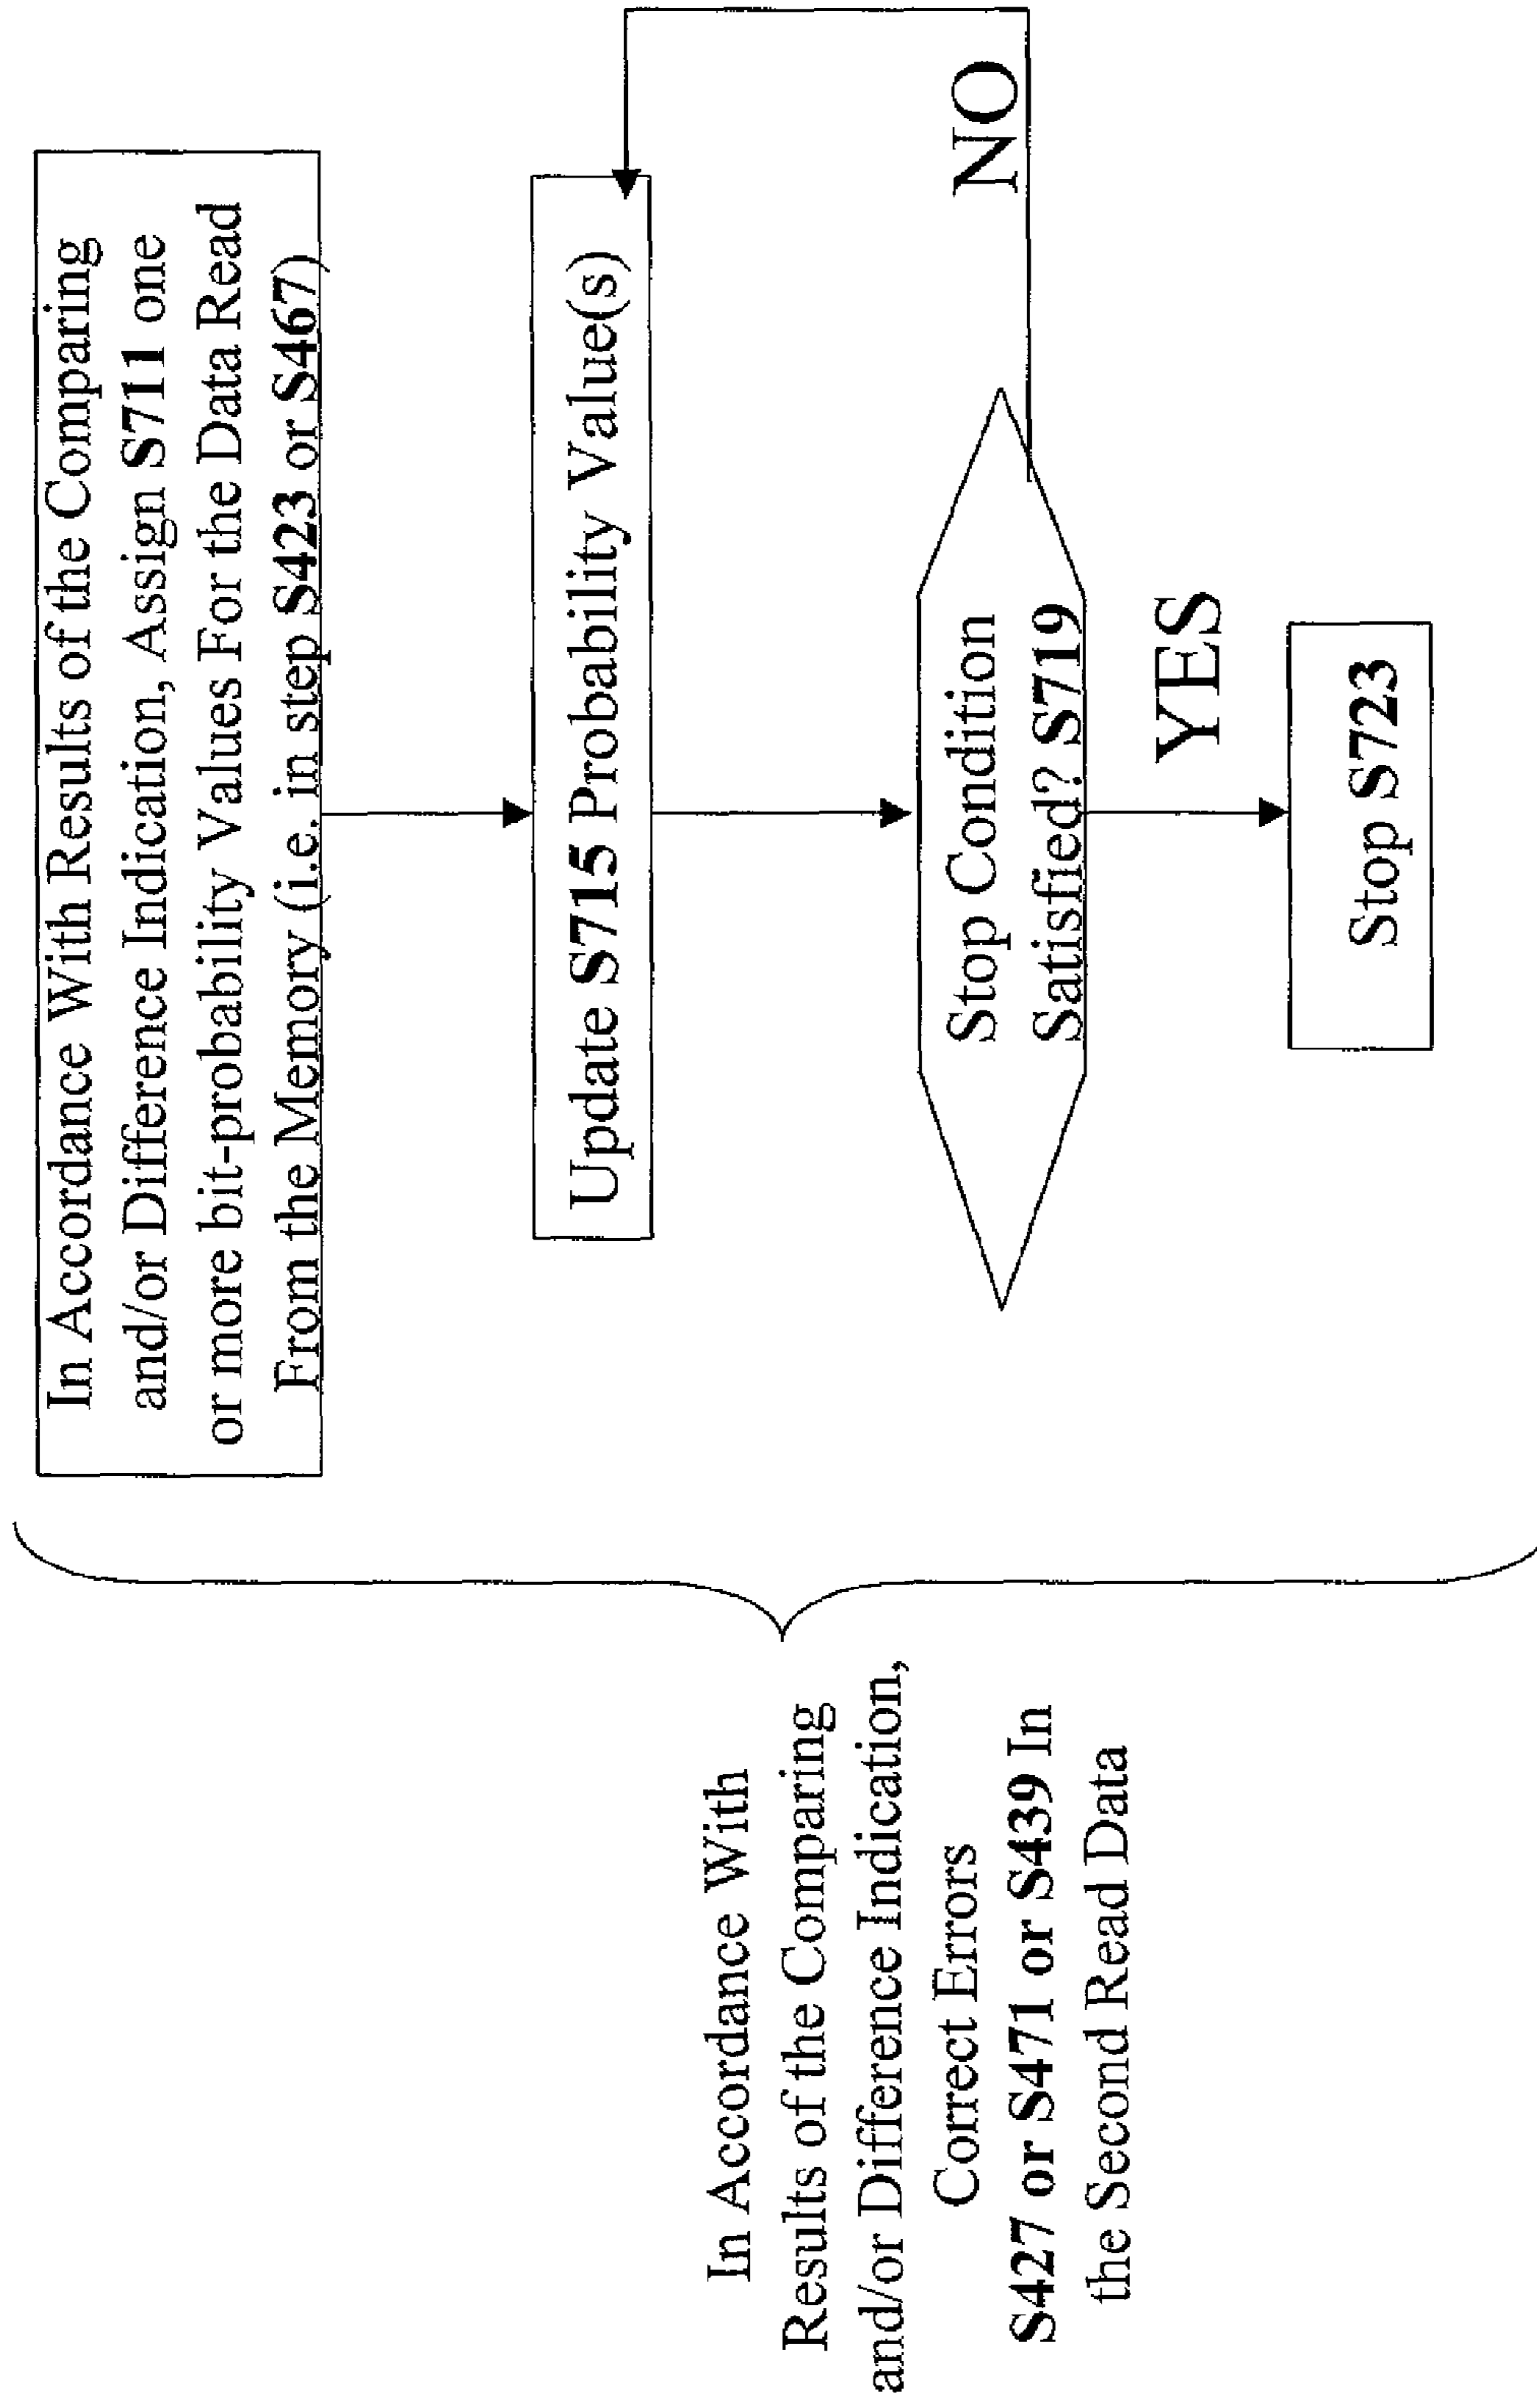 In Accordance With
Results of the Comparing
and/or Difference Indication,
Correct Errors
S427 or S471 or S439 In
the Second Read Data
In Accordance With Results of the Comparing
and/or Difference Indication, Assign S711 one
or more bit-probability Values For the Data Read
From the Memory (i.e. in step S423 or S467)
Update S715 Probability Value(s)
Stop Condition
Satisfied? S719
NO
YES
Stop S723